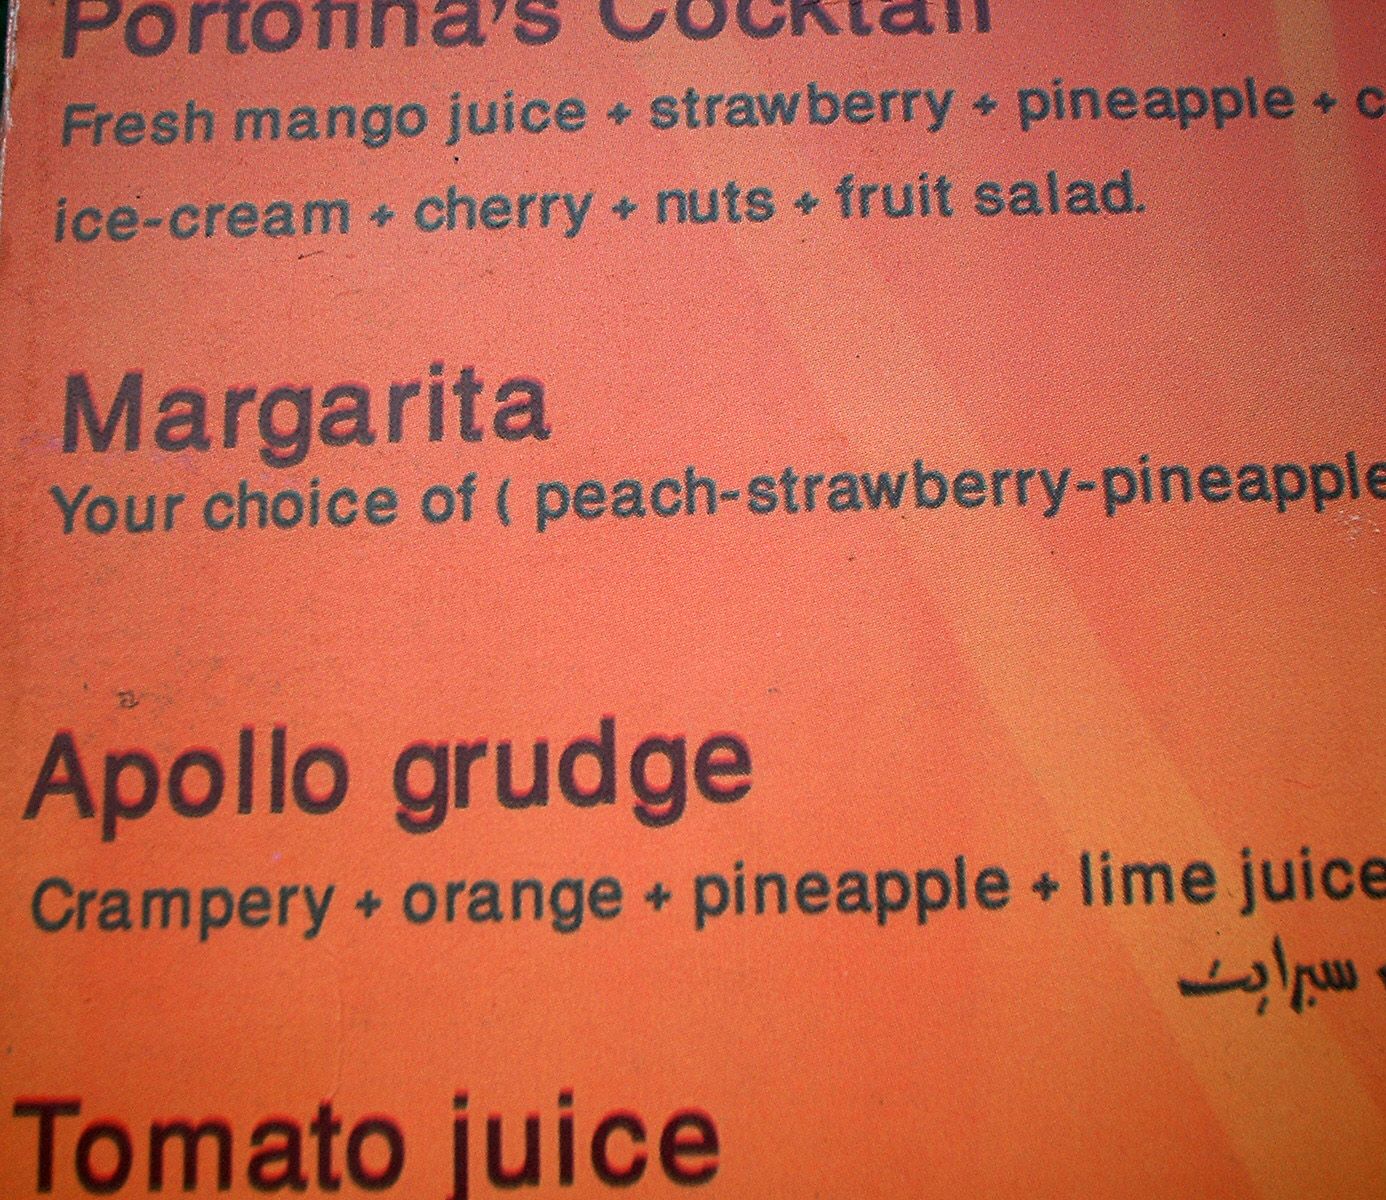 Portofina's Cocktail
Fresh mango juice + strawberry + pineapple + c
ice-cream + cherry + nuts + fruit salad.
Margarita
Your choice of ( peach-strawberry-pineapple
Apollo grudge
Crampery + orange + pineapple + lime juice
سبرايت
Tomato juice